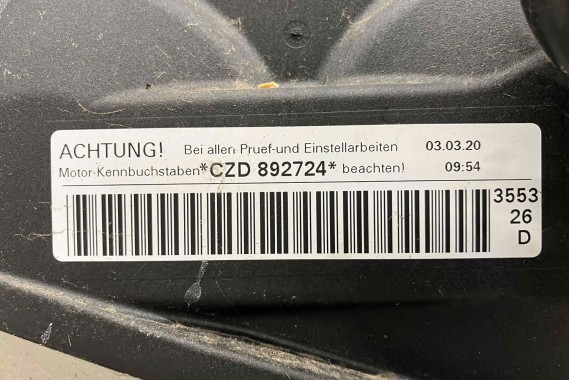 ACHTUNG! Bei allen Pruef-und Einstellarbeiten 03.03.20
Motor-Kennbuchstaben *CZD 892724* beachten! 09:54
3553
26
D